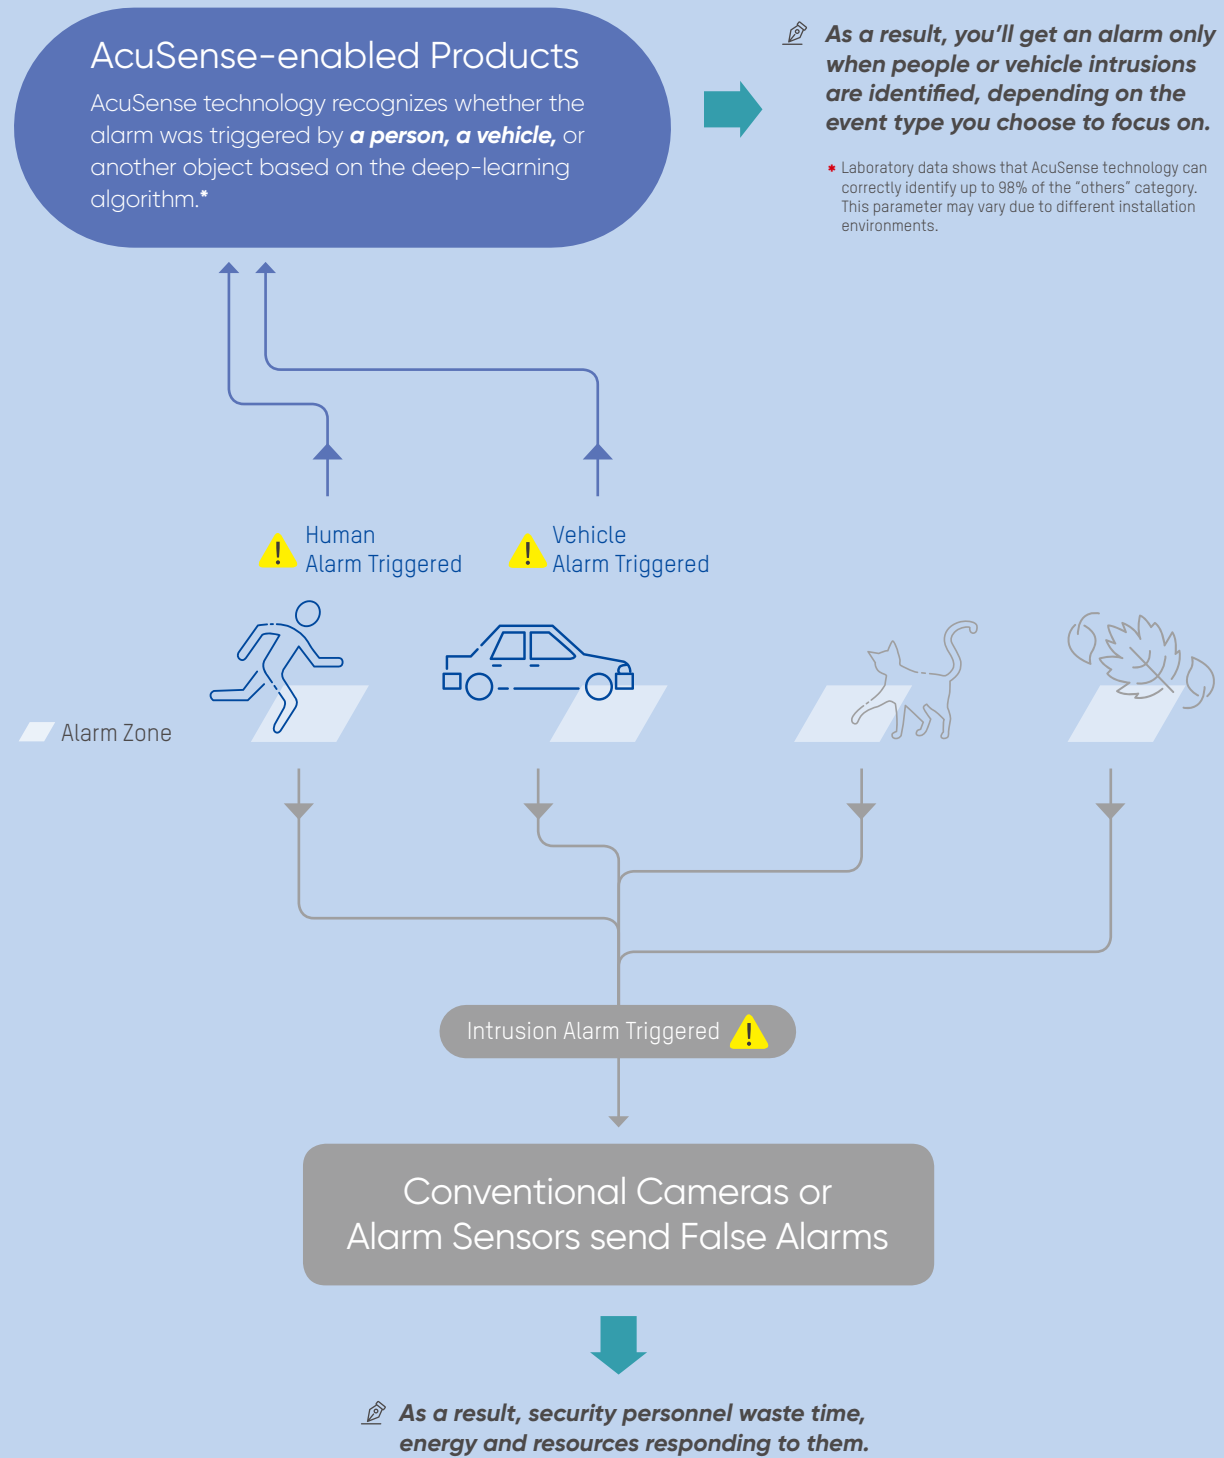 AcuSense-enabled Products
AcuSense technology recognizes whether the
alarm was triggered by a person, a vehicle, or
another object based on the deep-learning
algorithm.*
As a result, you’ll get an alarm only
when people or vehicle intrusions
are identified, depending on the
event type you choose to focus on.
* Laboratory data shows that AcuSense technology can
correctly identify up to 98% of the “others” category.
This parameter may vary due to different installation
environments.
Human
Alarm Triggered
Vehicle
Alarm Triggered
Alarm Zone
Intrusion Alarm Triggered
Conventional Cameras or
Alarm Sensors send False Alarms
As a result, security personnel waste time,
energy and resources responding to them.